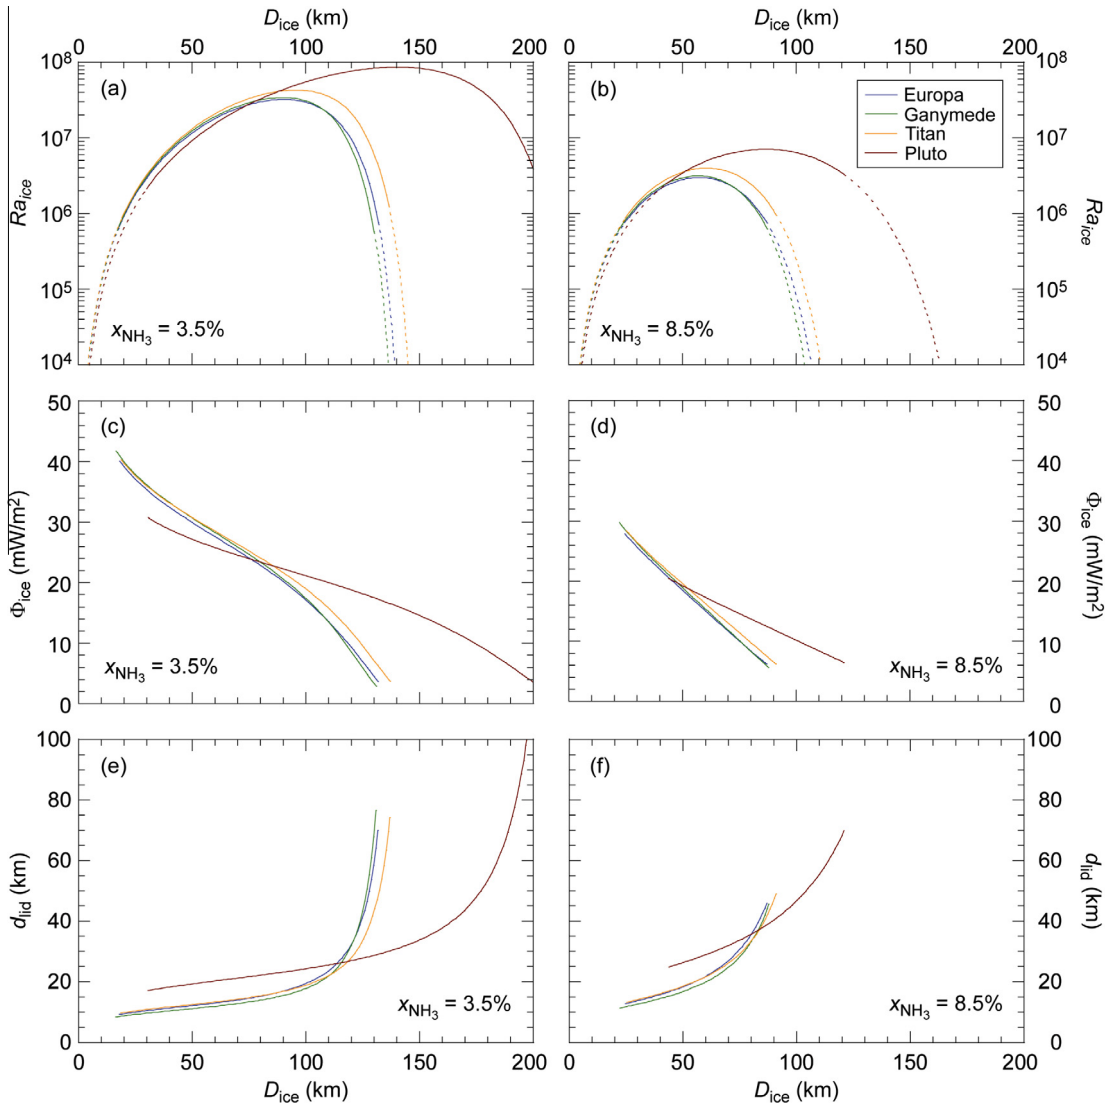 D_ice (km) D_ice (km)
0 50 100 150 200 0 50 100 150 200
10^8 (a) (b) 10^8
Europa
Ganymede
Titan
Pluto
10^7 10^7
Ra_ice Ra_ice
10^6 10^6
10^5 10^5
x_NH3 = 3.5% x_NH3 = 8.5%
10^4 10^4
50 (c) (d) 50
40 40
30 30
Φ_ice (mW/m^2) Φ_ice (mW/m^2)
20 20
10 10
x_NH3 = 3.5% x_NH3 = 8.5%
0 0
100 (e) (f) 100
80 80
60 60
d_lid (km) d_lid (km)
40 40
20 20
x_NH3 = 3.5% x_NH3 = 8.5%
0 0
0 50 100 150 200 0 50 100 150 200
D_ice (km) D_ice (km)